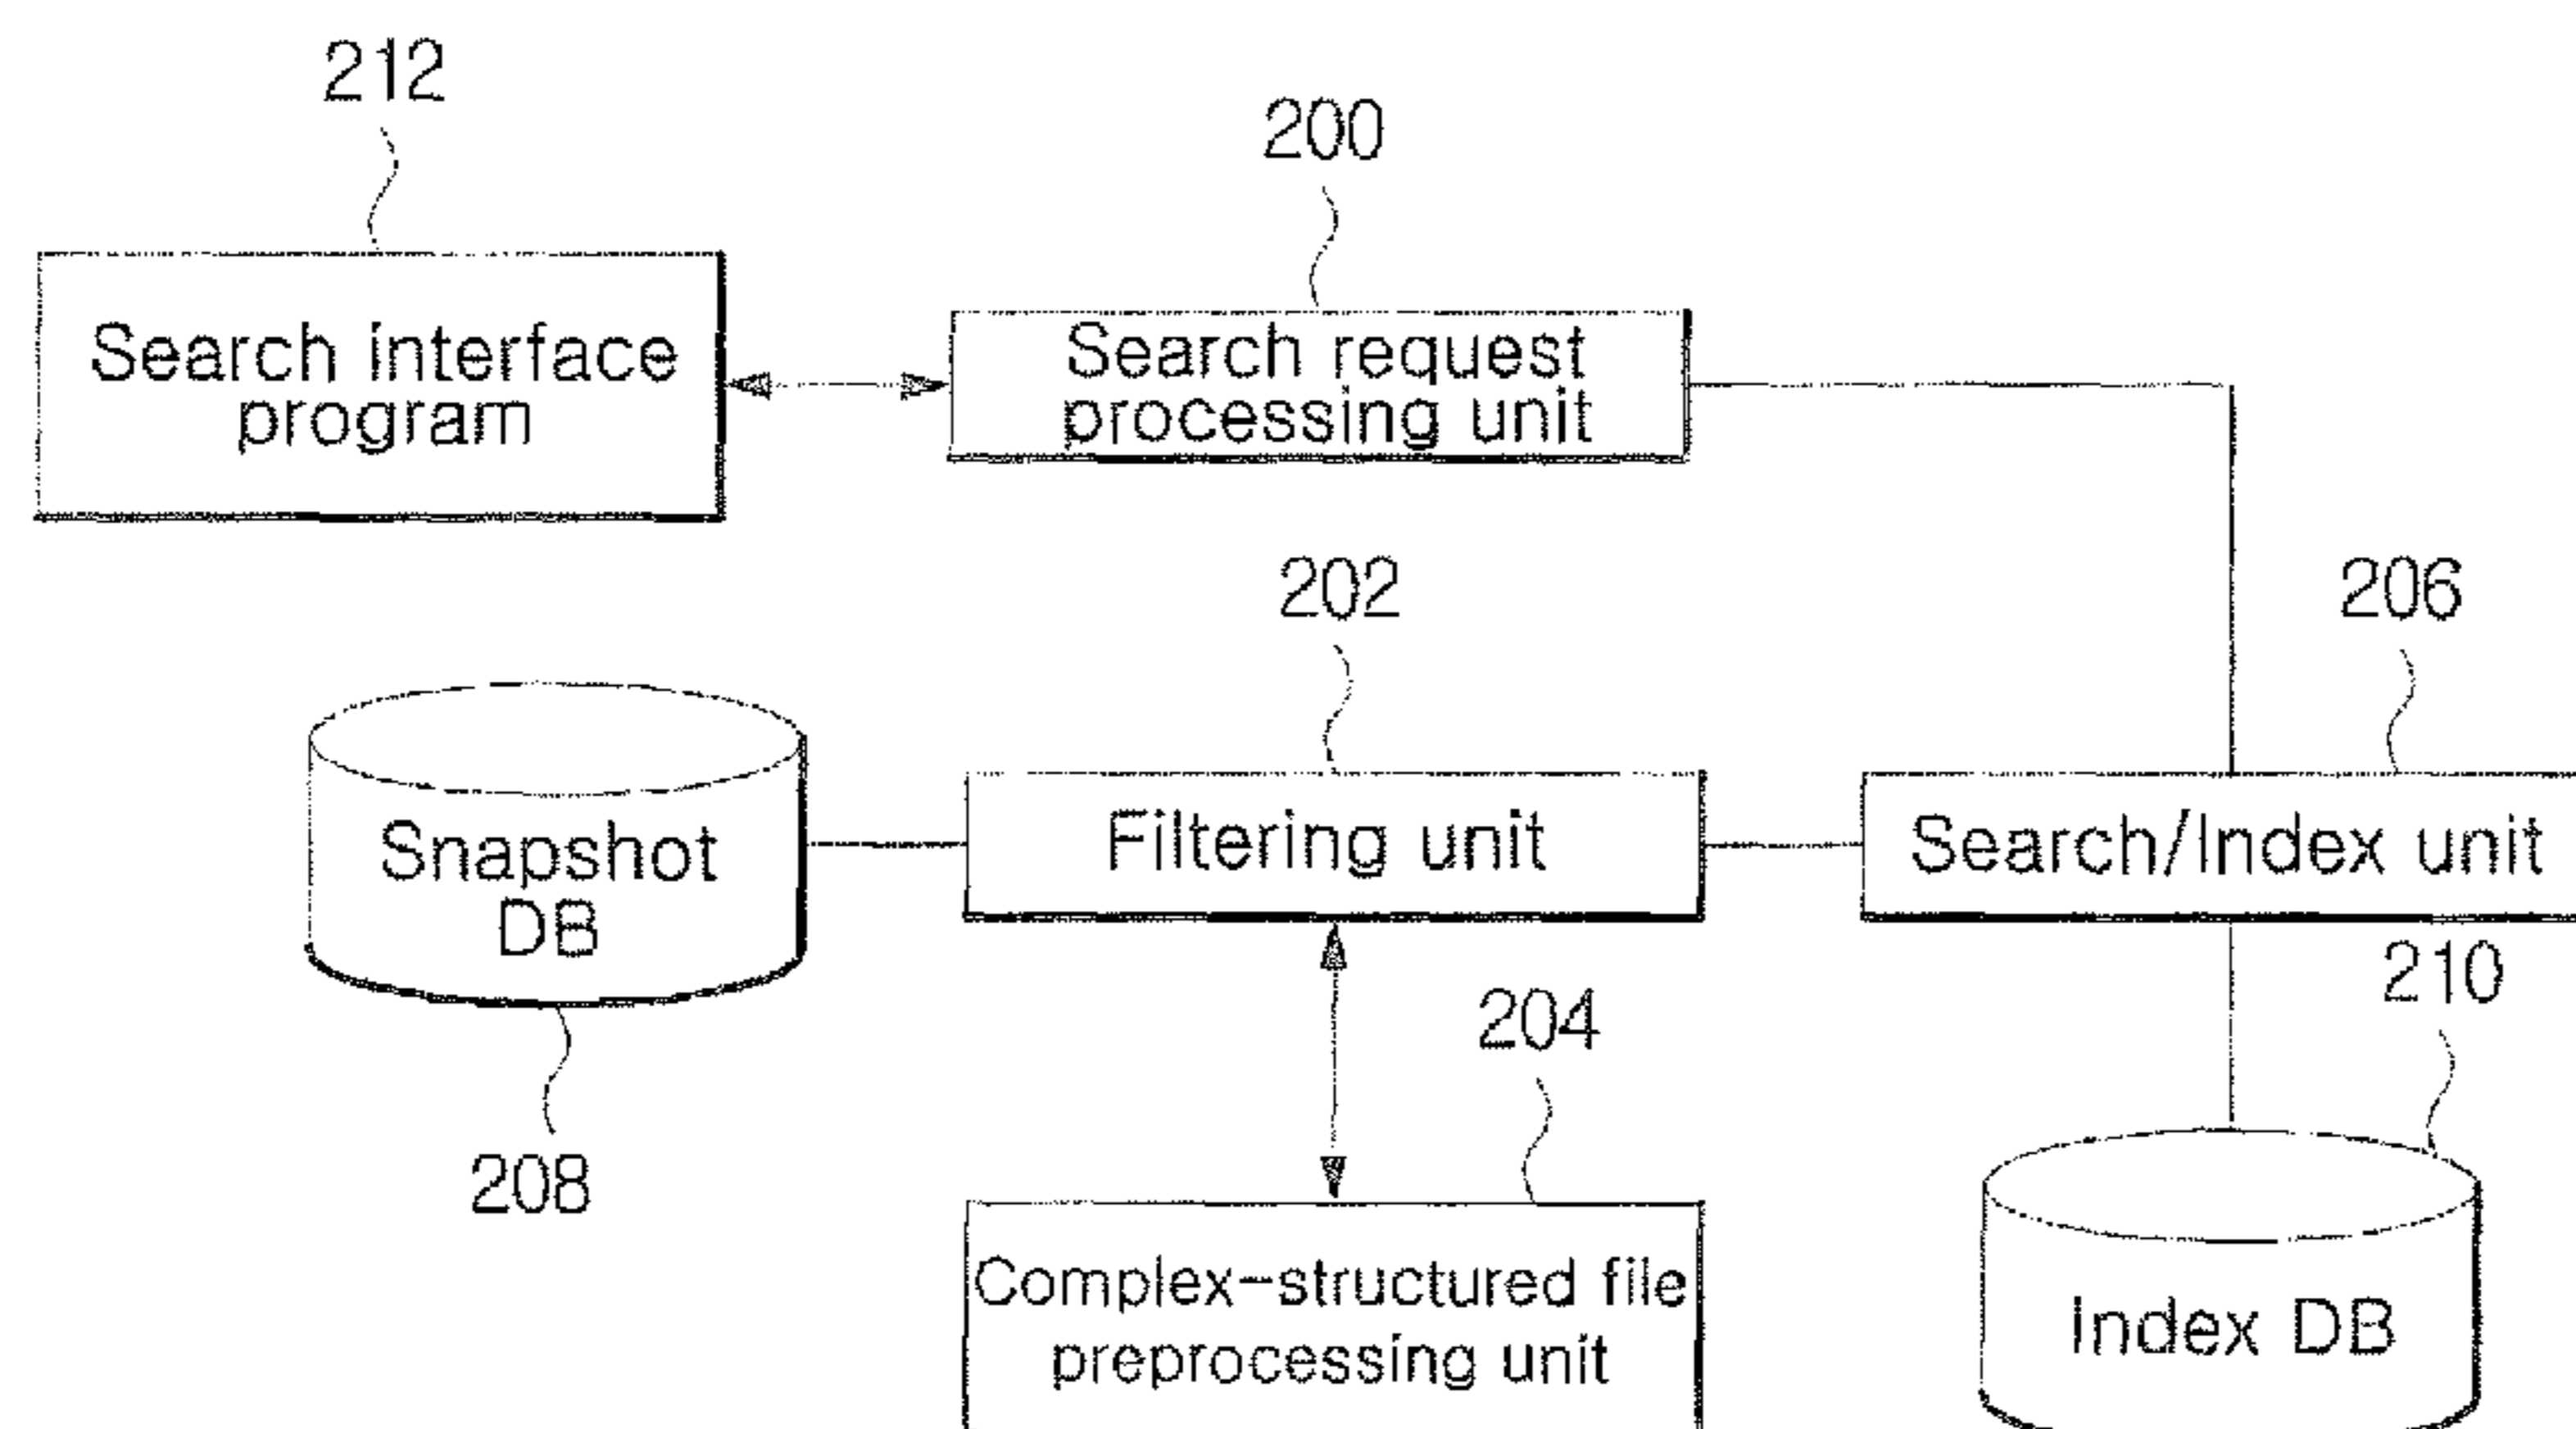 212
200
Search interface
program
Search request
processing unit
202
206
Snapshot
DB
Filtering unit
Search/Index unit
208
204
210
Complex-structured file
preprocessing unit
Index DB